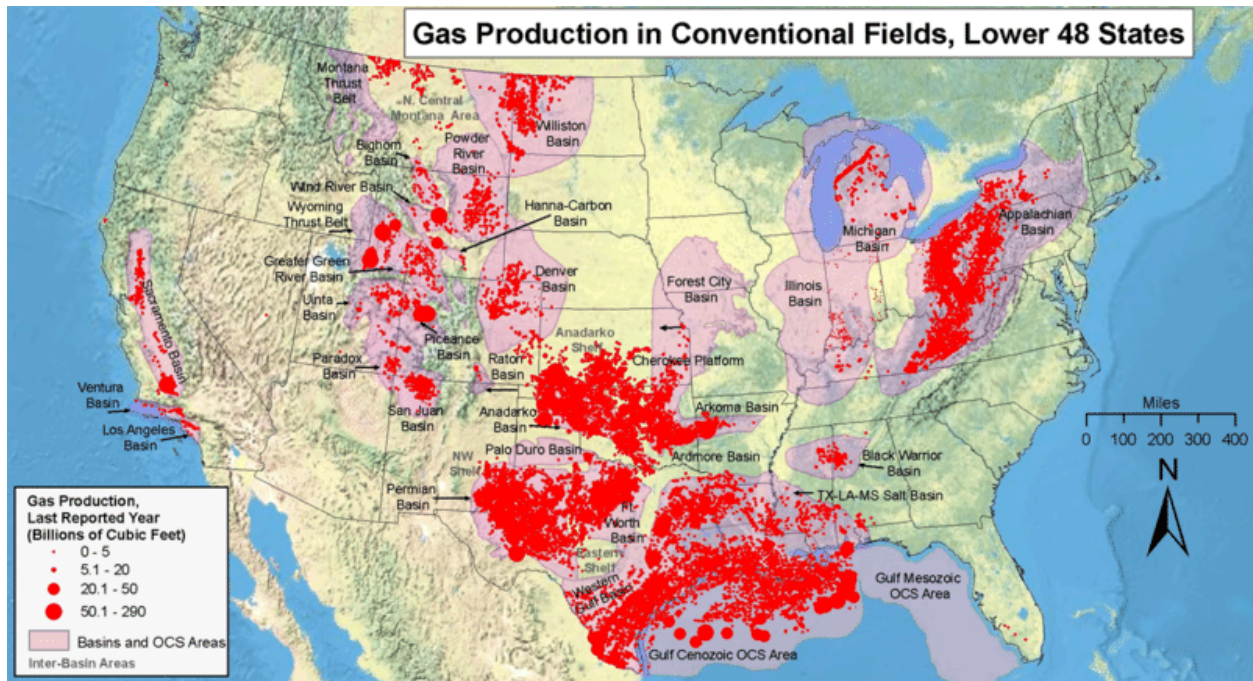 Gas Production in Conventional Fields, Lower 48 States
Montana
Thrust
Belt
N. Central
Montana Area
Williston
Basin
Bighorn
Basin
Powder
River
Basin
Wind River Basin
Wyoming
Thrust Belt
Hanna-Carbon
Basin
Greater Green
River Basin
Denver
Basin
Uinta
Basin
Piceance
Basin
Paradox
Basin
San Juan
Basin
Raton
Basin
Sacramento Basin
Ventura
Basin
Los Angeles
Basin
Anadarko
Shelf
Forest City
Basin
Cherokee Platform
Illinois
Basin
Michigan
Basin
Appalachian
Basin
Anadarko
Basin
Arkoma Basin
Palo Duro Basin
Ardmore Basin
Black Warrior
Basin
NW
Shelf
Permian
Basin
Ft.
Worth
Basin
TX-LA-MS Salt Basin
Eastern
Shelf
Western
Gulf Basin
Gulf Mesozoic
OCS Area
Gulf Cenozoic OCS Area
Miles
0 100 200 300 400
N
Gas Production,
Last Reported Year
(Billions of Cubic Feet)
0 - 5
5.1 - 20
20.1 - 50
50.1 - 290
Basins and OCS Areas
Inter-Basin Areas